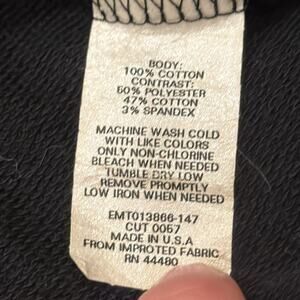 BODY:
100% COTTON
CONTRAST:
50% POLYESTER
47% COTTON
3% SPANDEX
MACHINE WASH COLD
WITH LIKE COLORS
ONLY NON-CHLORINE
BLEACH WHEN NEEDED
TUMBLE DRY LOW
REMOVE PROMPTLY
LOW IRON WHEN NEEDED
EMT013866-147
CUT 0057
MADE IN U.S.A
FROM IMPROTED FABRIC
RN 44480